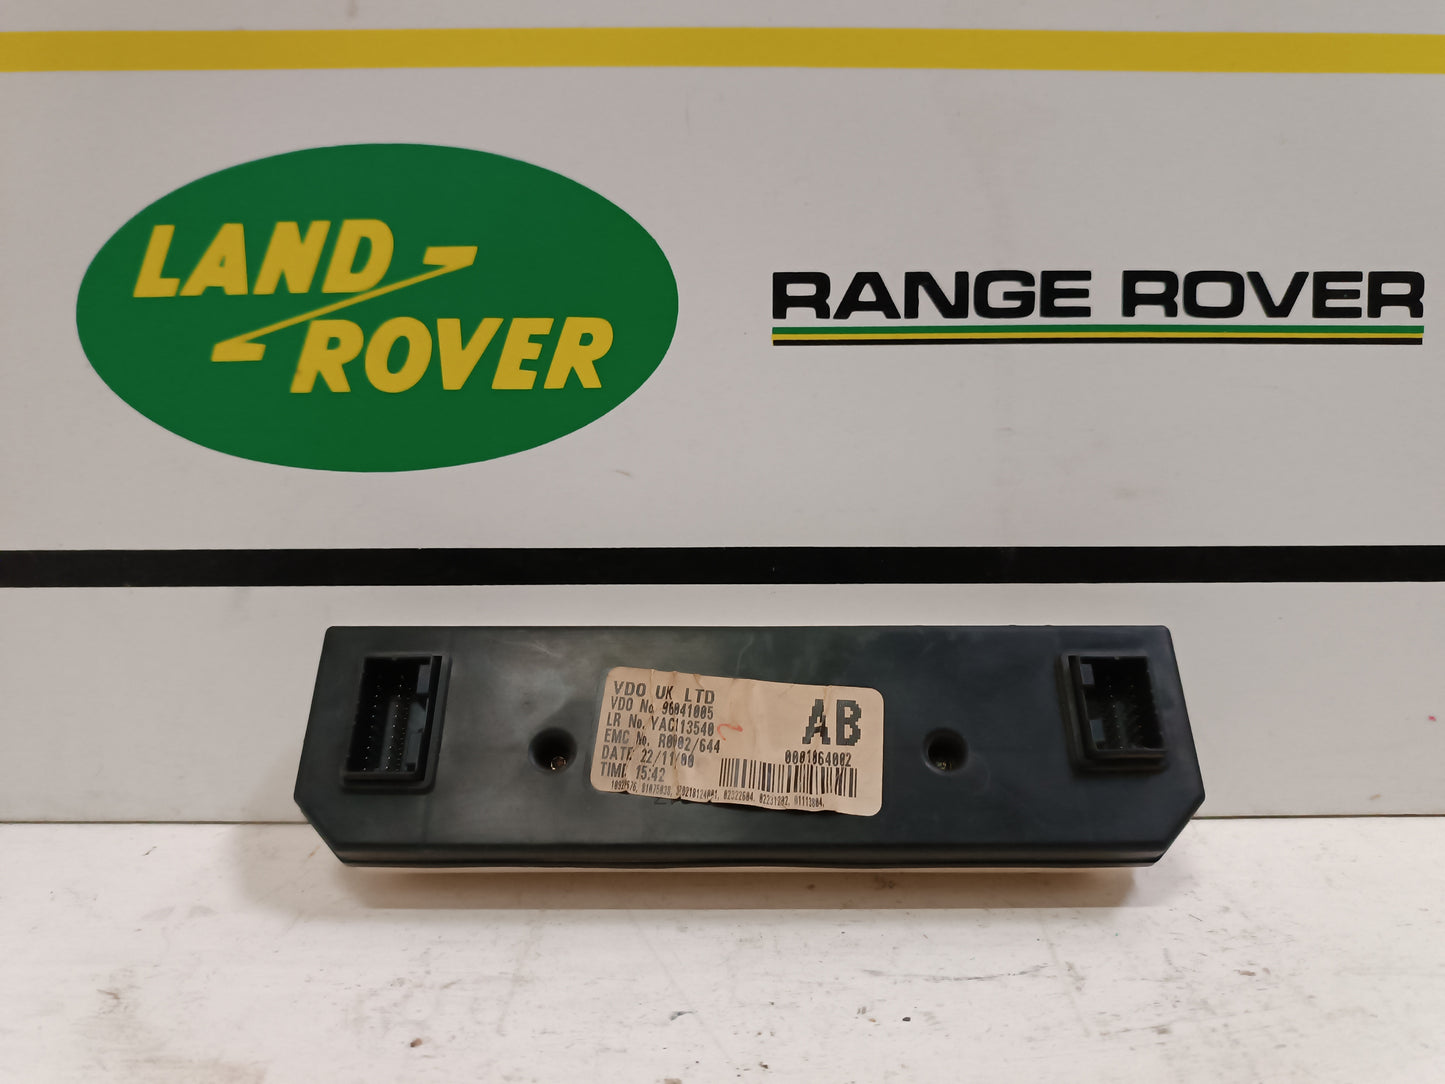 LAND
ROVER
RANGE ROVER
VDO UK LTD
VDO No. 96041005
LR No. YAC113540
EMC No. R0002/644
DATE 22/11/00
TIME 15:42
AB
0001064002